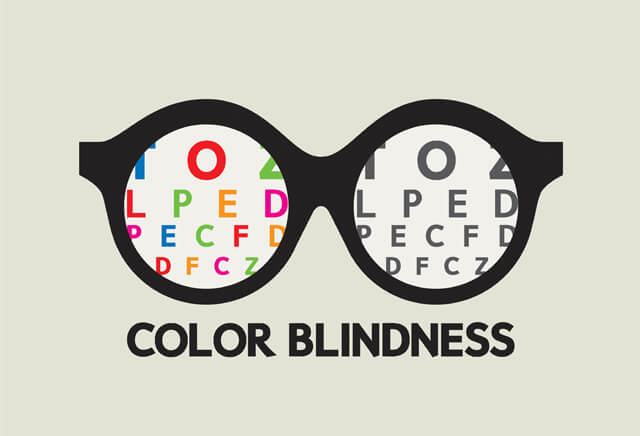 T O Z T O Z
L P E D L P E D
P E C F D P E C F D
D F C Z D F C Z
COLOR BLINDNESS